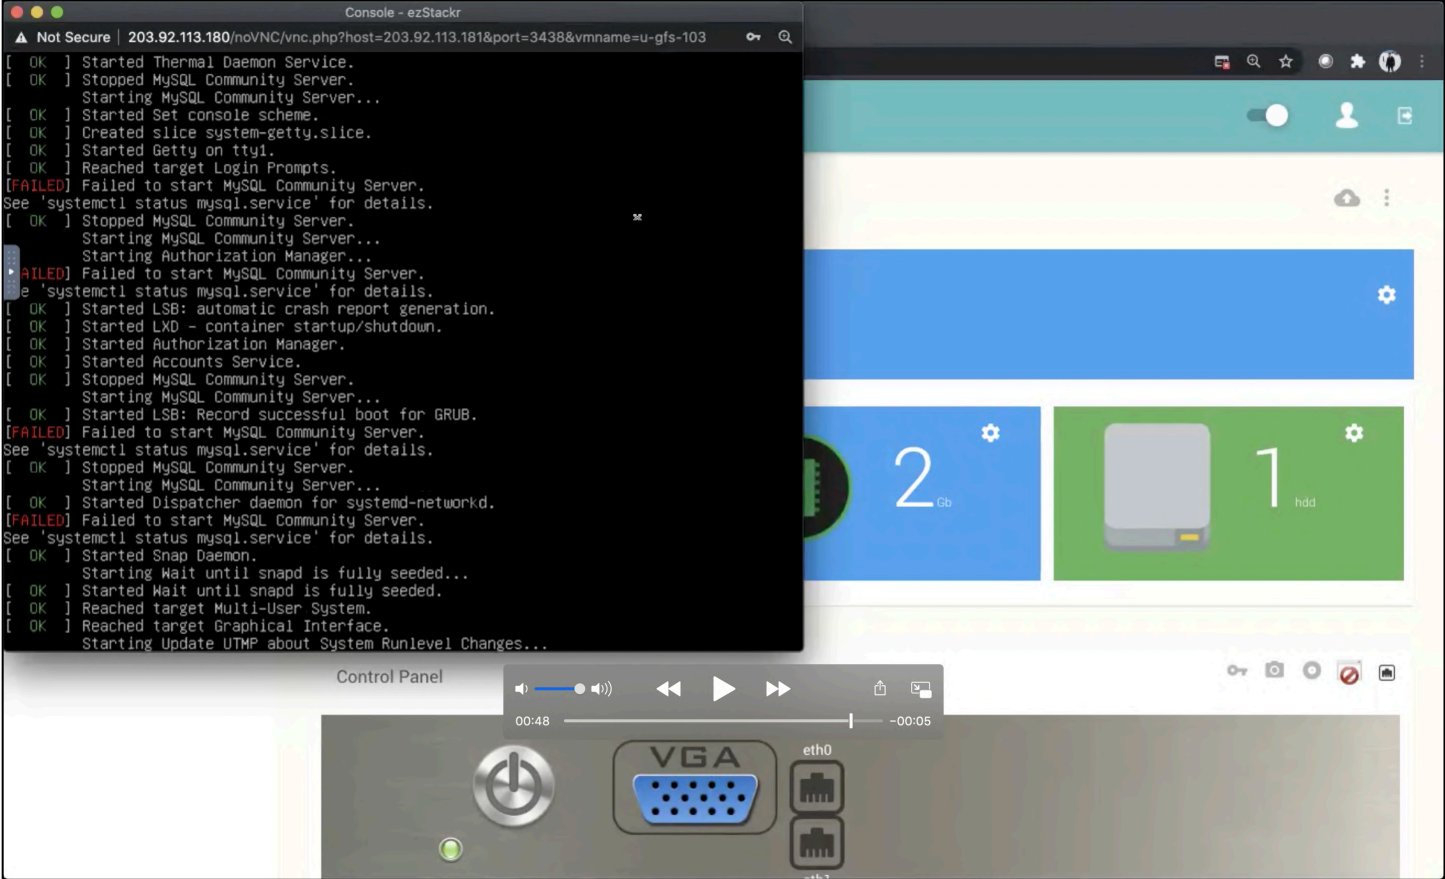 Console - ezStackr
Not Secure | 203.92.113.180/noVNC/vnc.php?host=203.92.113.181&port=3438&vmname=u-gfs-103
[  OK  ] Started Thermal Daemon Service.
[  OK  ] Stopped MySQL Community Server.
Starting MySQL Community Server...
[  OK  ] Started Set console scheme.
[  OK  ] Created slice system-getty.slice.
[  OK  ] Started Getty on tty1.
[  OK  ] Reached target Login Prompts.
[FAILED] Failed to start MySQL Community Server.
See 'systemctl status mysql.service' for details.
[  OK  ] Stopped MySQL Community Server.
Starting MySQL Community Server...
Starting Authorization Manager...
AILED] Failed to start MySQL Community Server.
e 'systemctl status mysql.service' for details.
[  OK  ] Started LSB: automatic crash report generation.
[  OK  ] Started LXD - container startup/shutdown.
[  OK  ] Started Authorization Manager.
[  OK  ] Started Accounts Service.
[  OK  ] Stopped MySQL Community Server.
Starting MySQL Community Server...
[  OK  ] Started LSB: Record successful boot for GRUB.
[FAILED] Failed to start MySQL Community Server.
See 'systemctl status mysql.service' for details.
[  OK  ] Stopped MySQL Community Server.
Starting MySQL Community Server...
[  OK  ] Started Dispatcher daemon for systemd-networkd.
[FAILED] Failed to start MySQL Community Server.
See 'systemctl status mysql.service' for details.
[  OK  ] Started Snap Daemon.
Starting Wait until snapd is fully seeded...
[  OK  ] Started Wait until snapd is fully seeded.
[  OK  ] Reached target Multi-User System.
[  OK  ] Reached target Graphical Interface.
Starting Update UTMP about System Runlevel Changes...
2 Gb
1 hdd
Control Panel
00:48
-00:05
VGA
eth0
eth1